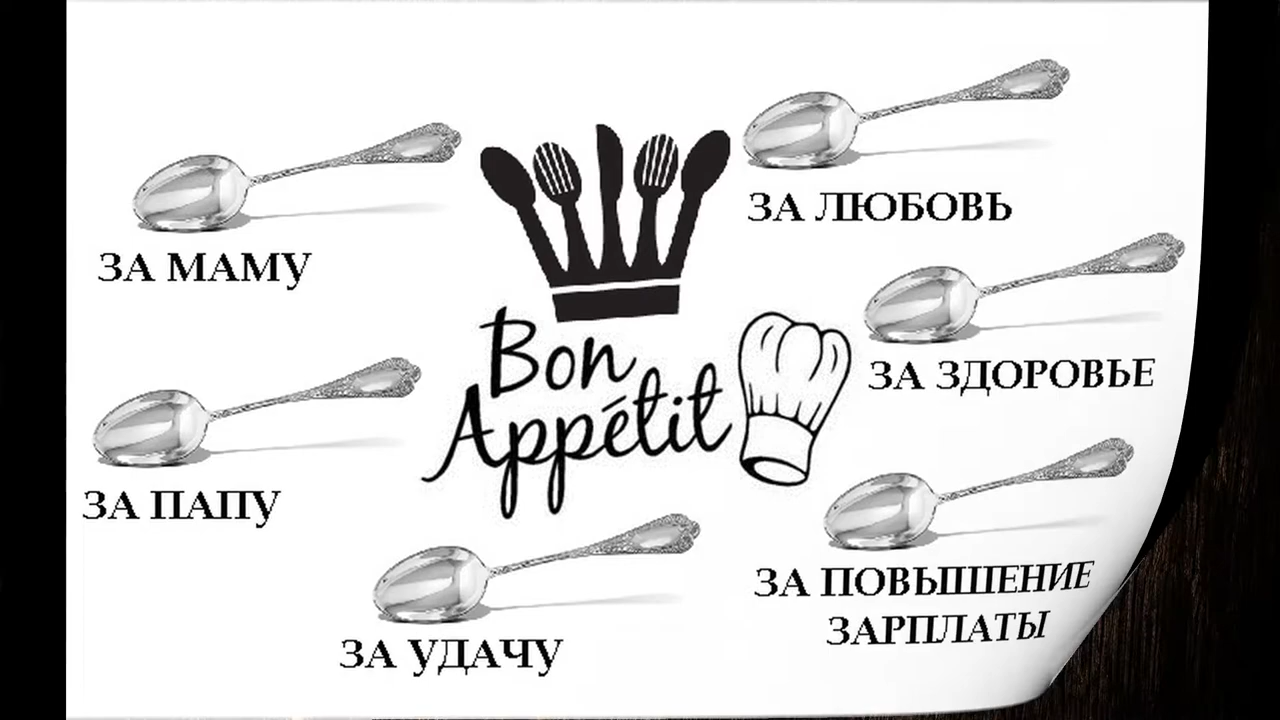 ЗА МАМУ
ЗА ЛЮБОВЬ
Bon
Appétit
ЗА ЗДОРОВЬЕ
ЗА ПАПУ
ЗА УДАЧУ
ЗА ПОВЫШЕНИЕ
ЗАРПЛАТЫ